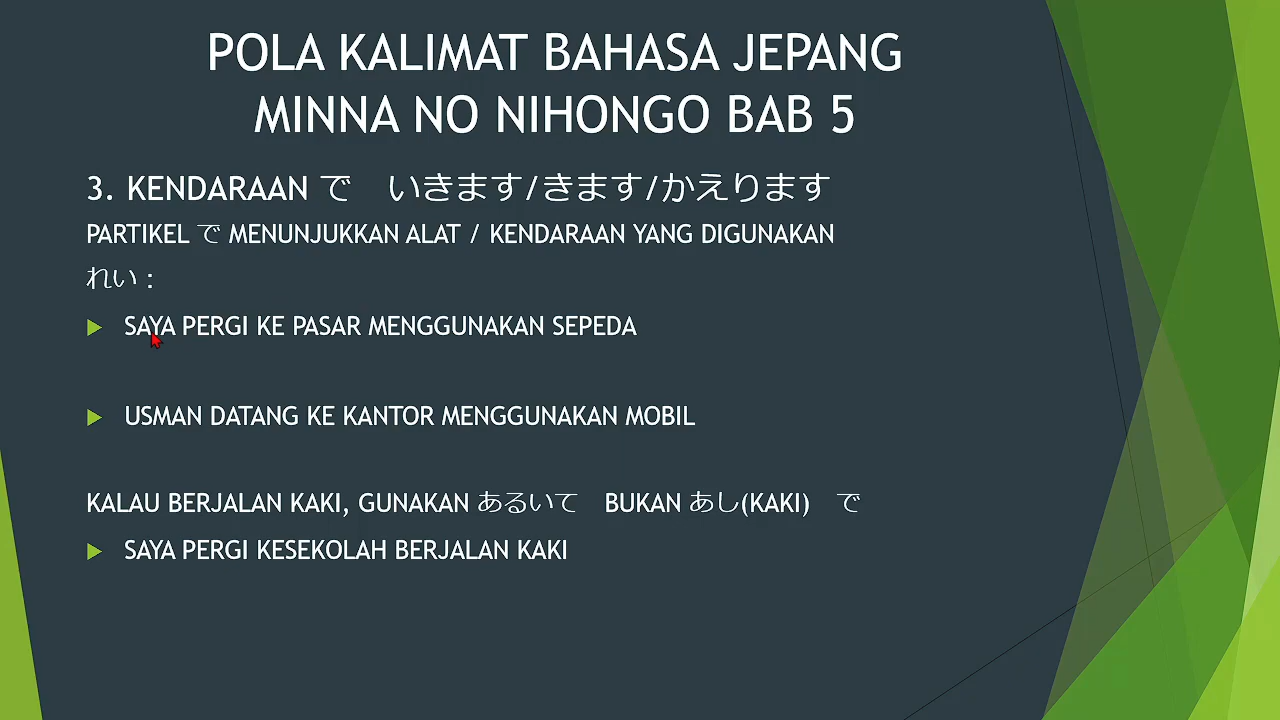 POLA KALIMAT BAHASA JEPANG
MINNA NO NIHONGO BAB 5
3. KENDARAAN で　いきます/きます/かえります
PARTIKEL で MENUNJUKKAN ALAT / KENDARAAN YANG DIGUNAKAN
れい :
SAYA PERGI KE PASAR MENGGUNAKAN SEPEDA
USMAN DATANG KE KANTOR MENGGUNAKAN MOBIL
KALAU BERJALAN KAKI, GUNAKAN あるいて　BUKAN あし(KAKI)　で
SAYA PERGI KESEKOLAH BERJALAN KAKI